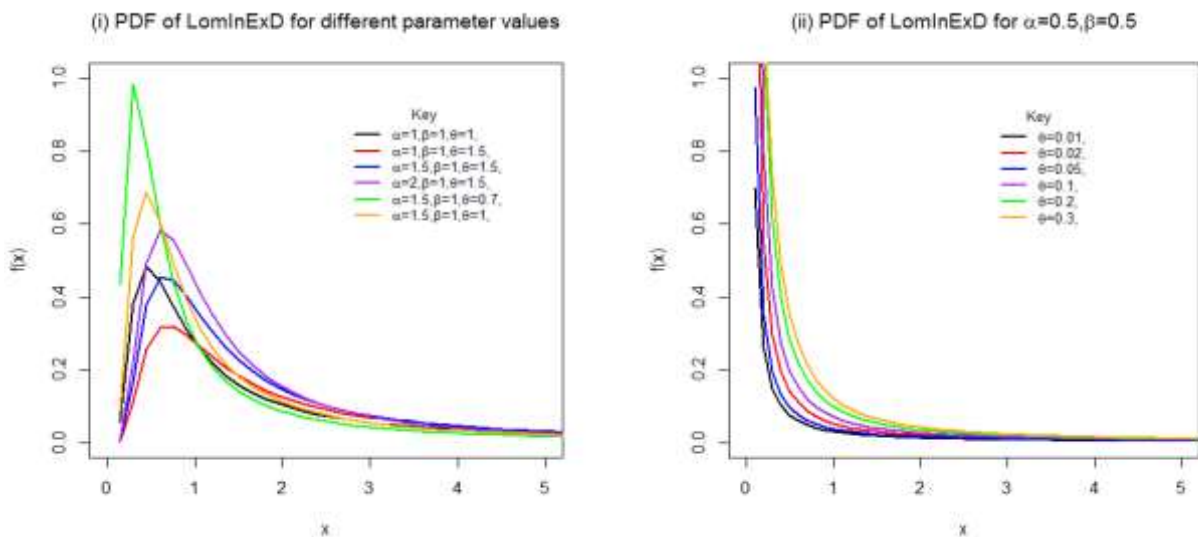 (i) PDF of LomInExD for different parameter values
f(x)
1.0
0.8
0.6
0.4
0.2
0.0
Key
α=1,β=1,θ=1,
α=1,β=1,θ=1.5,
α=1.5,β=1,θ=1.5,
α=2,β=1,θ=1.5,
α=1.5,β=1,θ=0.7,
α=1.5,β=1,θ=1,
0 1 2 3 4 5
x
(ii) PDF of LomInExD for α=0.5,β=0.5
f(x)
1.0
0.8
0.6
0.4
0.2
0.0
Key
θ=0.01,
θ=0.02,
θ=0.05,
θ=0.1,
θ=0.2,
θ=0.3,
0 1 2 3 4 5
x